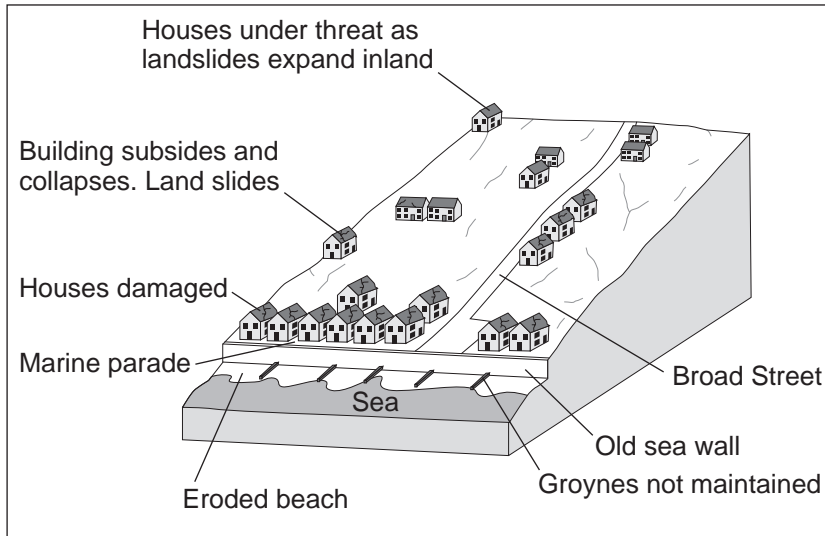 Houses under threat as
landslides expand inland
Building subsides and
collapses. Land slides
Houses damaged
Marine parade
Broad Street
Sea
Old sea wall
Groynes not maintained
Eroded beach